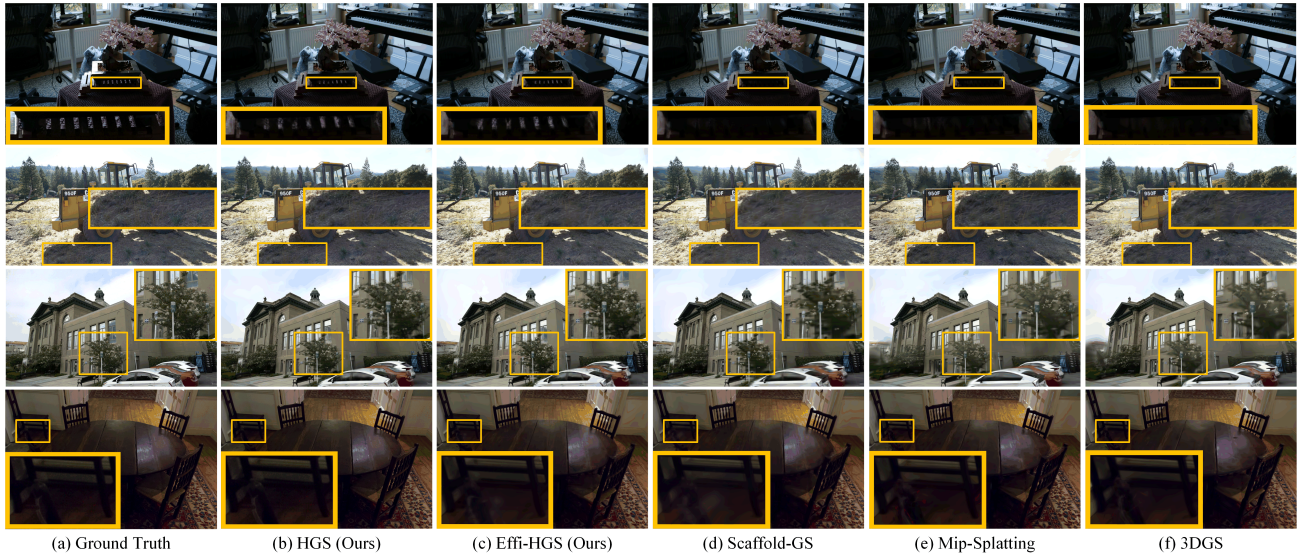 950F
950F
950F
950F
950F
950F
(a) Ground Truth
(b) HGS (Ours)
(c) Effi-HGS (Ours)
(d) Scaffold-GS
(e) Mip-Splatting
(f) 3DGS